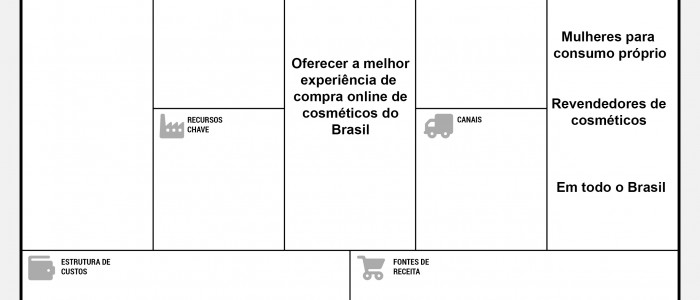 Oferecer a melhor
experiência de
compra online de
cosméticos do
Brasil
Mulheres para
consumo próprio
Revendedores de
cosméticos
Em todo o Brasil
RECURSOS
CHAVE
CANAIS
ESTRUTURA DE
CUSTOS
FONTES DE
RECEITA